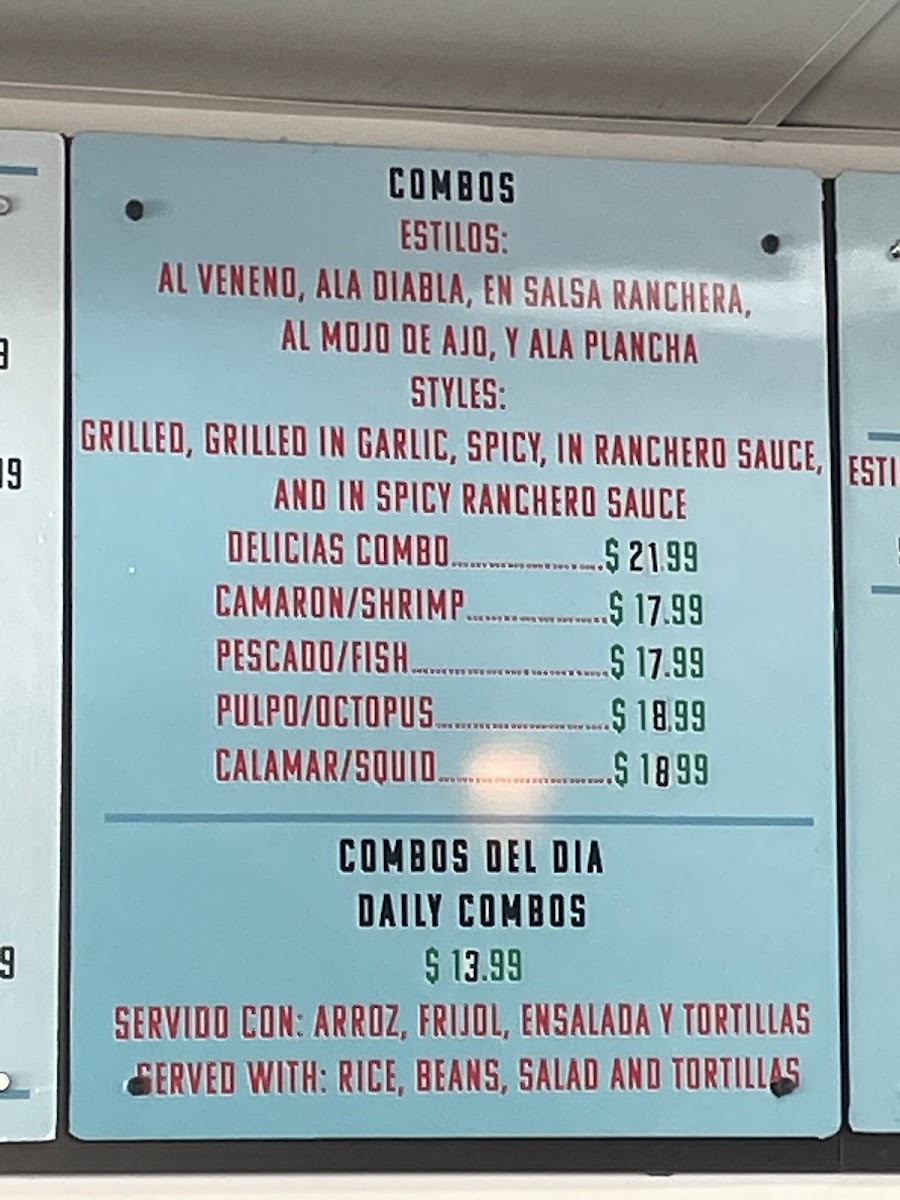 COMBOS
ESTILOS:
AL VENENO, ALA DIABLA, EN SALSA RANCHERA,
AL MOJO DE AJO, Y ALA PLANCHA
STYLES:
GRILLED, GRILLED IN GARLIC, SPICY, IN RANCHERO SAUCE,
AND IN SPICY RANCHERO SAUCE
DELICIAS COMBO.....................$ 21.99
CAMARON/SHRIMP....................$ 17.99
PESCADO/FISH............................$ 17.99
PULPO/OCTOPUS........................$ 18.99
CALAMAR/SQUID........................$ 18 99
COMBOS DEL DIA
DAILY COMBOS
$ 13.99
SERVIDO CON: ARROZ, FRIJOL, ENSALADA Y TORTILLAS
SERVED WITH: RICE, BEANS, SALAD AND TORTILLAS